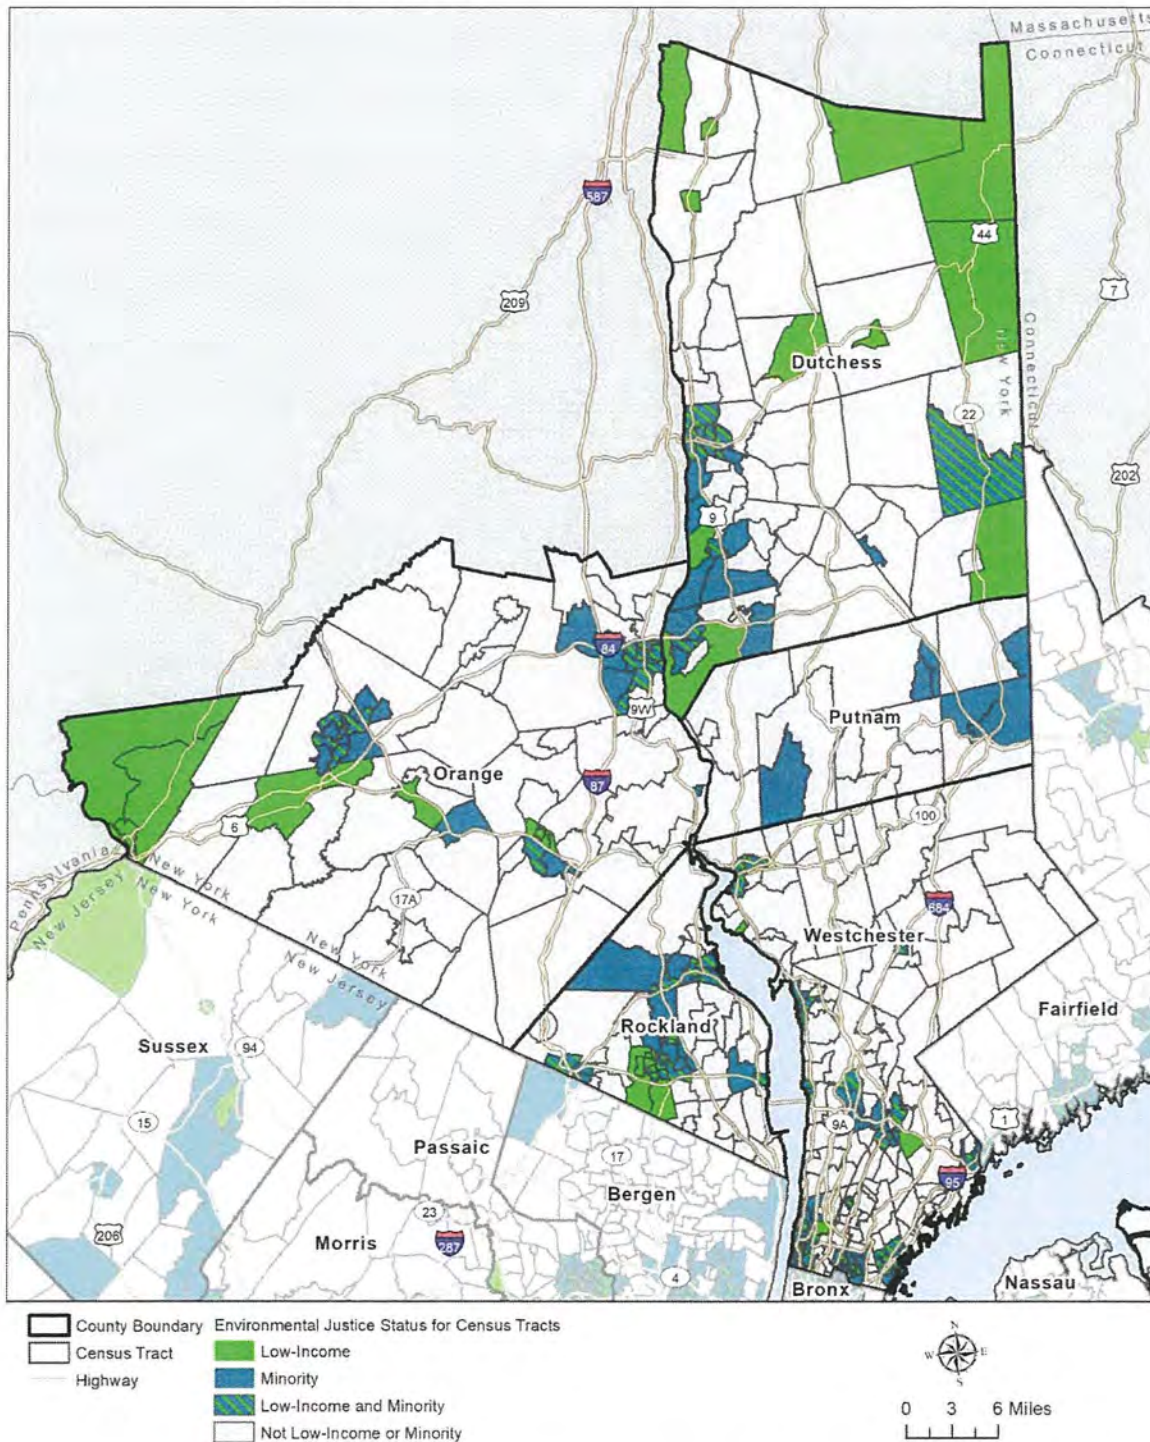 Massachusetts
Connecticut
587
44
7
209
Connecticut
New York
Dutchess
22
202
9
84
9W
Putnam
Orange
87
6
100
Pennsylvania
New York
New Jersey
New York
17A
684
Westchester
New York
New Jersey
Rockland
Fairfield
Sussex
94
15
1
9A
Passaic
17
95
Bergen
206
Morris
23
287
4
Bronx
Nassau
County Boundary
Census Tract
Highway
Environmental Justice Status for Census Tracts
Low-Income
Minority
Low-Income and Minority
Not Low-Income or Minority
N
W E
S
0 3 6 Miles